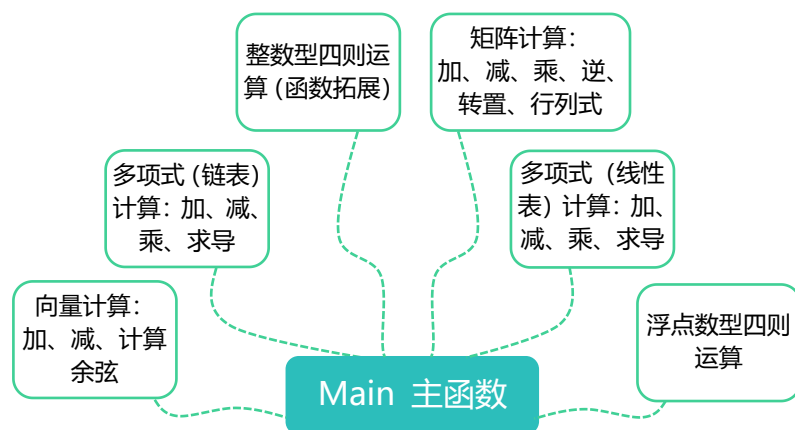 整数型四则运
算(函数拓展)
矩阵计算:
加、减、乘、逆、
转置、行列式
多项式(链表)
计算:加、减、
乘、求导
多项式 (线性
表) 计算:加、
减、乘、求导
向量计算:
加、减、计算
余弦
浮点数型四则
运算
Main 主函数